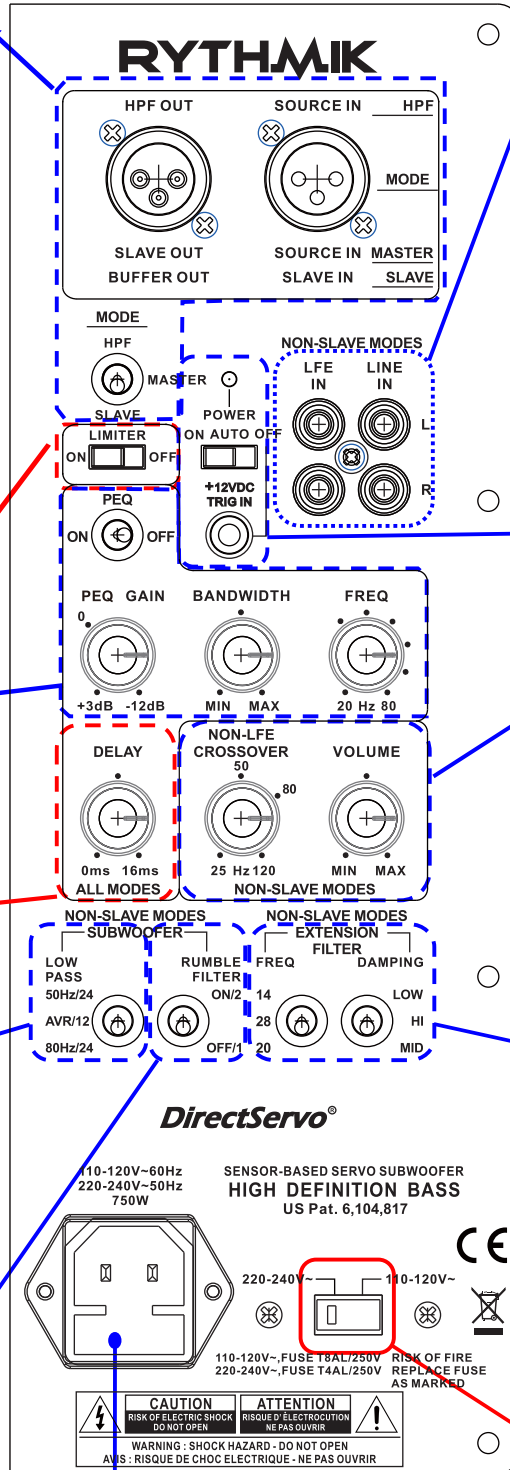 RYTHMIK
HPF OUT SOURCE IN HPF
MODE
SLAVE OUT SOURCE IN MASTER
BUFFER OUT SLAVE IN SLAVE
MODE
HPF
MASTER
SLAVE
NON-SLAVE MODES
LFE IN LINE IN
L
R
POWER
ON AUTO OFF
+12VDC
TRIG IN
LIMITER
ON OFF
PEQ
ON OFF
PEQ GAIN BANDWIDTH FREQ
0
+3dB -12dB MIN MAX 20 Hz 80
DELAY
0ms 16ms
ALL MODES
NON-LFE
CROSSOVER VOLUME
50
80
25 Hz 120 MIN MAX
NON-SLAVE MODES
NON-SLAVE MODES
SUBWOOFER
LOW
PASS
50Hz/24
AVR/12
80Hz/24
RUMBLE
FILTER
ON/2
OFF/1
NON-SLAVE MODES
EXTENSION
FILTER
FREQ DAMPING
14 LOW
28 HI
20 MID
DirectServo®
110-120V~60Hz
220-240V~50Hz
750W
SENSOR-BASED SERVO SUBWOOFER
HIGH DEFINITION BASS
US Pat. 6,104,817
CE
220-240V~ 110-120V~
110-120V~,FUSE T8AL/250V RISK OF FIRE
220-240V~,FUSE T4AL/250V REPLACE FUSE
AS MARKED
CAUTION
RISK OF ELECTRIC SHOCK
DO NOT OPEN
ATTENTION
RISQUE D'ÉLECTROCUTION
NE PAS OUVRIR
WARNING : SHOCK HAZARD - DO NOT OPEN
AVIS : RISQUE DE CHOC ELECTRIQUE - NE PAS OUVRIR